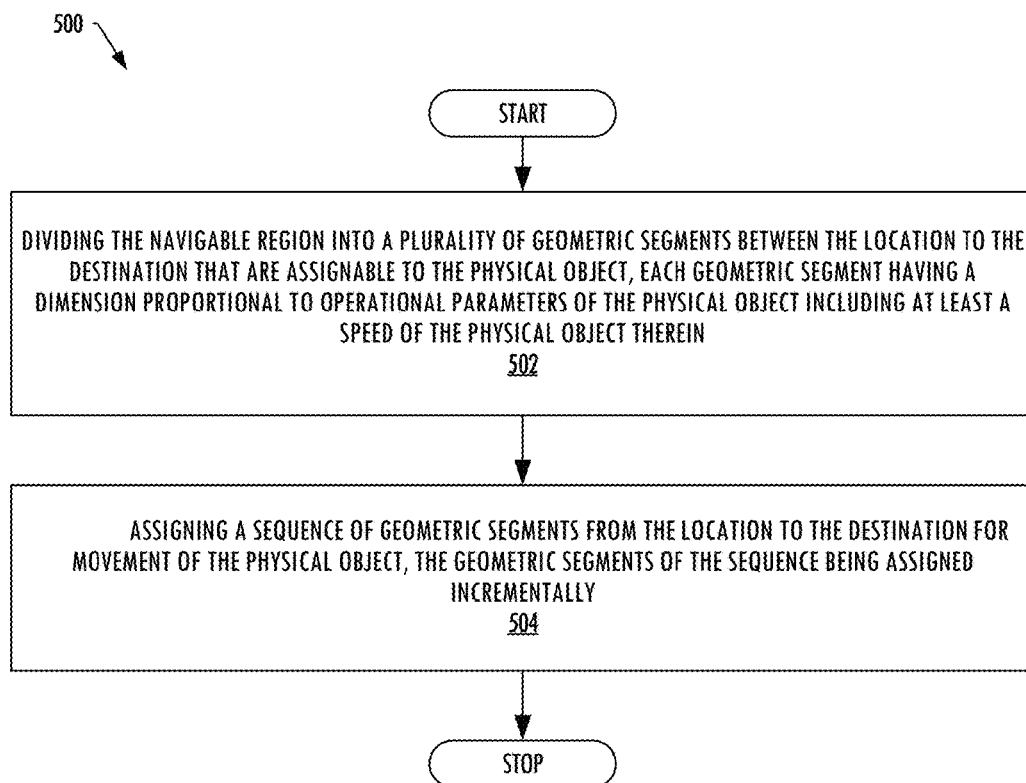 500
START
DIVIDING THE NAVIGABLE REGION INTO A PLURALITY OF GEOMETRIC SEGMENTS BETWEEN THE LOCATION TO THE
DESTINATION THAT ARE ASSIGNABLE TO THE PHYSICAL OBJECT, EACH GEOMETRIC SEGMENT HAVING A
DIMENSION PROPORTIONAL TO OPERATIONAL PARAMETERS OF THE PHYSICAL OBJECT INCLUDING AT LEAST A
SPEED OF THE PHYSICAL OBJECT THEREIN
502
ASSIGNING A SEQUENCE OF GEOMETRIC SEGMENTS FROM THE LOCATION TO THE DESTINATION FOR
MOVEMENT OF THE PHYSICAL OBJECT, THE GEOMETRIC SEGMENTS OF THE SEQUENCE BEING ASSIGNED
INCREMENTALLY
504
STOP